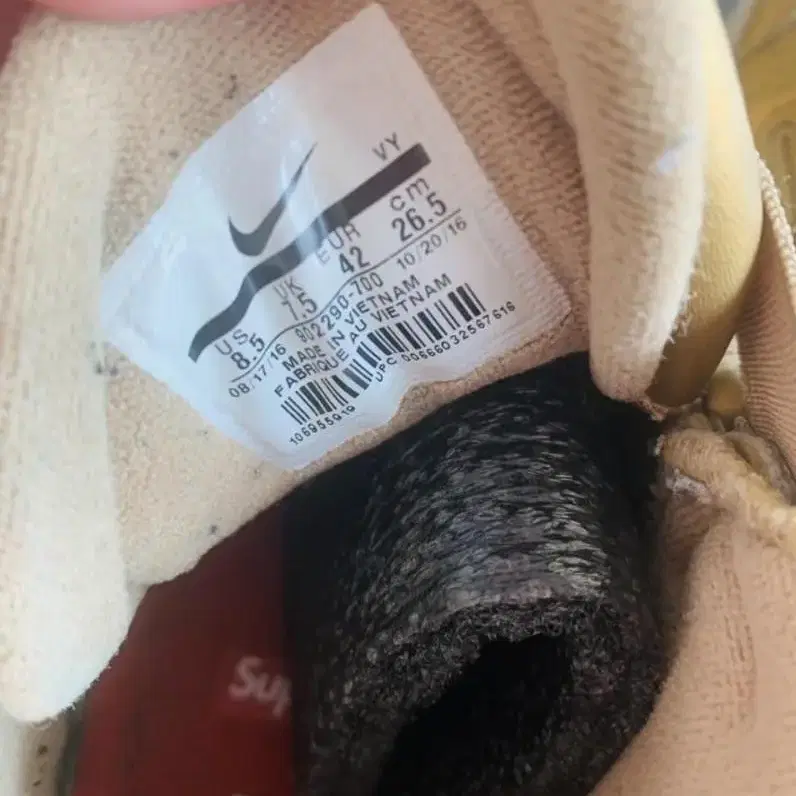 VY
US UK EUR cm
8.5 7.5 42 26.5
08/17/16 902290-700 10/20/16
MADE IN VIETNAM
FABRIQUE AU VIETNAM
UPC 00666032567616
106955919
Sup